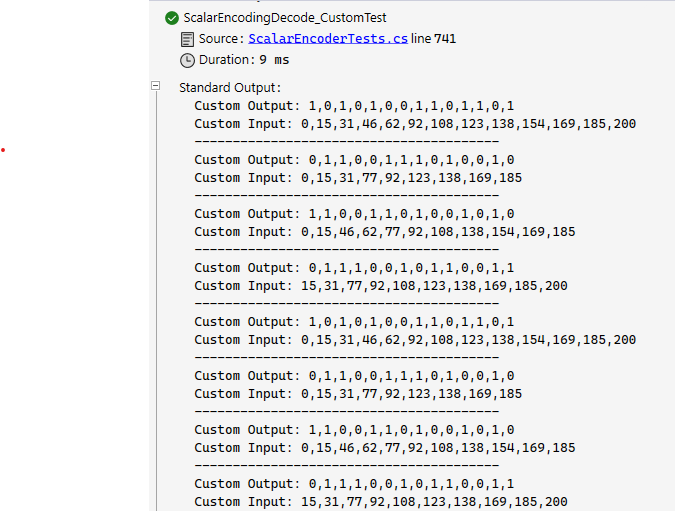 ScalarEncodingDecode_CustomTest
Source: ScalarEncoderTests.cs line 741
Duration: 9 ms
Standard Output:
Custom Output: 1,0,1,0,1,0,0,1,1,0,1,1,0,1
Custom Input: 0,15,31,46,62,92,108,123,138,154,169,185,200
----------------------------------------
Custom Output: 0,1,1,0,0,1,1,1,0,1,0,0,1,0
Custom Input: 0,15,31,77,92,123,138,169,185
----------------------------------------
Custom Output: 1,1,0,0,1,1,0,1,0,0,1,0,1,0
Custom Input: 0,15,46,62,77,92,108,138,154,169,185
----------------------------------------
Custom Output: 0,1,1,1,0,0,1,0,1,1,0,0,1,1
Custom Input: 15,31,77,92,108,123,138,169,185,200
----------------------------------------
Custom Output: 1,0,1,0,1,0,0,1,1,0,1,1,0,1
Custom Input: 0,15,31,46,62,92,108,123,138,154,169,185,200
----------------------------------------
Custom Output: 0,1,1,0,0,1,1,1,0,1,0,0,1,0
Custom Input: 0,15,31,77,92,123,138,169,185
----------------------------------------
Custom Output: 1,1,0,0,1,1,0,1,0,0,1,0,1,0
Custom Input: 0,15,46,62,77,92,108,138,154,169,185
----------------------------------------
Custom Output: 0,1,1,1,0,0,1,0,1,1,0,0,1,1
Custom Input: 15,31,77,92,108,123,138,169,185,200